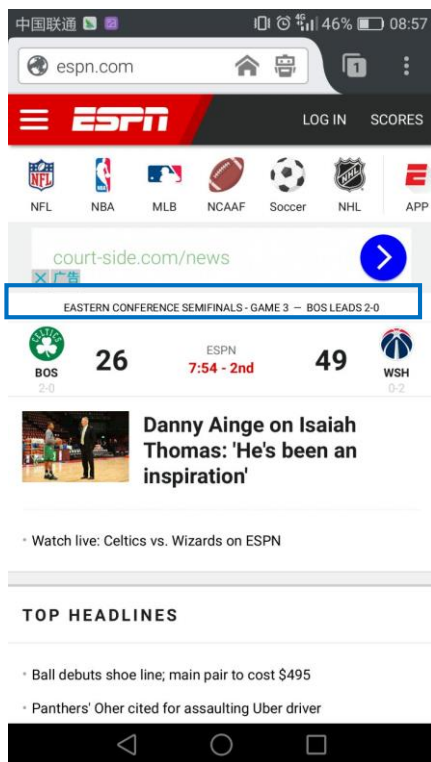 中国联通 46% 08:57
espn.com 1
ESPN LOG IN SCORES
NFL NBA MLB NCAAF Soccer NHL APP
court-side.com/news
广告
EASTERN CONFERENCE SEMIFINALS - GAME 3 — BOS LEADS 2-0
26 ESPN 49
BOS 7:54 - 2nd WSH
2-0 0-2
Danny Ainge on Isaiah
Thomas: 'He's been an
inspiration'
Watch live: Celtics vs. Wizards on ESPN
TOP HEADLINES
Ball debuts shoe line; main pair to cost $495
Panthers' Oher cited for assaulting Uber driver